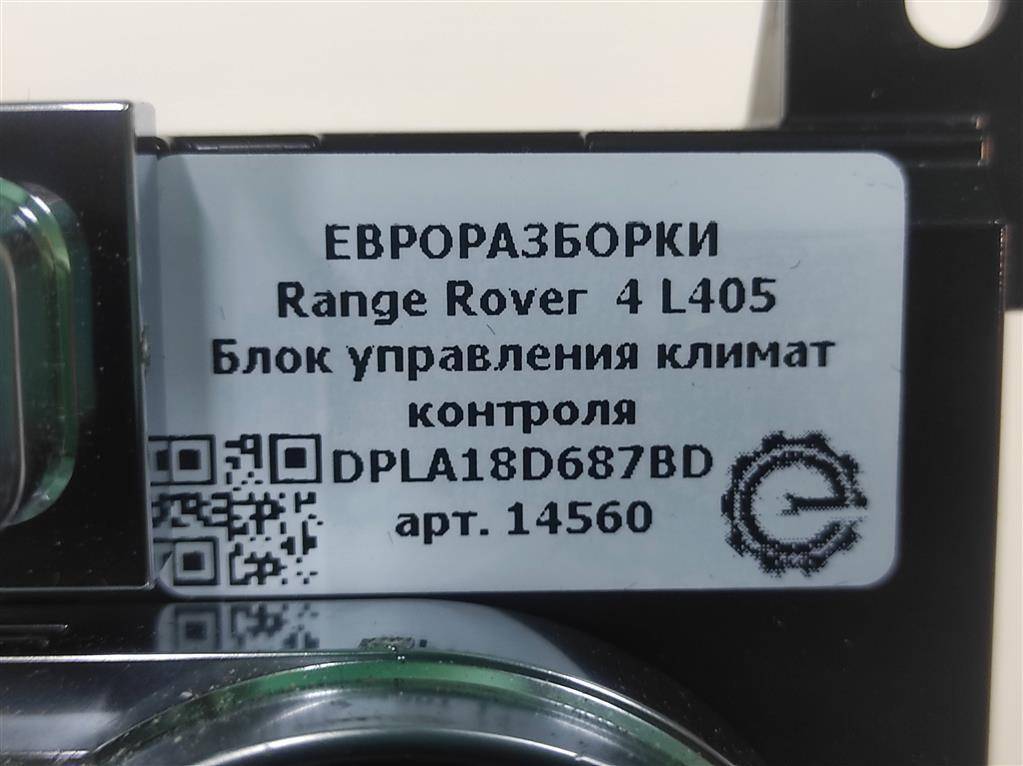 ЕВРОРАЗБОРКИ
Range Rover 4 L405
Блок управления климат
контроля
DPLA18D687BD
арт. 14560